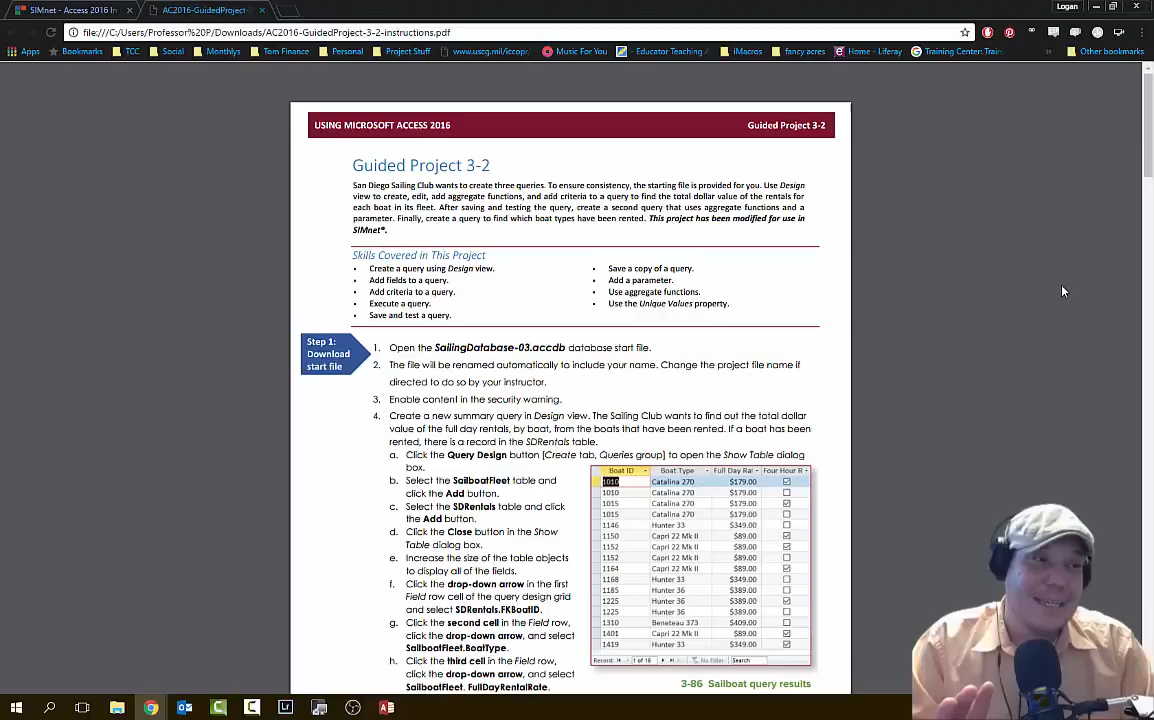 SIMnet - Access 2016 In
AC2016-GuidedProject-
Logan
file:///C:/Users/Professor%20P/Downloads/AC2016-GuidedProject-3-2-instructions.pdf
Apps Bookmarks TCC Social Monthlys Tom Finance Personal Project Stuff www.uscg.mil/iccopr Music For You Educator Teaching iMacros fancy acres Home - Liferay Training Center: Train » Other bookmarks
USING MICROSOFT ACCESS 2016 Guided Project 3-2
Guided Project 3-2
San Diego Sailing Club wants to create three queries. To ensure consistency, the starting file is provided for you. Use Design
view to create, edit, add aggregate functions, and add criteria to a query to find the total dollar value of the rentals for
each boat in its fleet. After saving and testing the query, create a second query that uses aggregate functions and a
parameter. Finally, create a query to find which boat types have been rented. This project has been modified for use in
SIMnet®.
Skills Covered in This Project
• Create a query using Design view.
• Add fields to a query.
• Add criteria to a query.
• Execute a query.
• Save and test a query.
• Save a copy of a query.
• Add a parameter.
• Use aggregate functions.
• Use the Unique Values property.
Step 1:
Download
start file
1. Open the SailingDatabase-03.accdb database start file.
2. The file will be renamed automatically to include your name. Change the project file name if
directed to do so by your instructor.
3. Enable content in the security warning.
4. Create a new summary query in Design view. The Sailing Club wants to find out the total dollar
value of the full day rentals, by boat, from the boats that have been rented. If a boat has been
rented, there is a record in the SDRentals table.
a. Click the Query Design button [Create tab, Queries group] to open the Show Table dialog
box.
b. Select the SailboatFleet table and
click the Add button.
c. Select the SDRentals table and click
the Add button.
d. Click the Close button in the Show
Table dialog box.
e. Increase the size of the table objects
to display all of the fields.
f. Click the drop-down arrow in the first
Field row cell of the query design grid
and select SDRentals.FKBoatID.
g. Click the second cell in the Field row,
click the drop-down arrow, and select
SailboatFleet.BoatType.
h. Click the third cell in the Field row,
click the drop-down arrow, and select
SailboatFleet. FullDayRentalRate.
Boat ID Boat Type Full Day Rat Four Hour R
1010 Catalina 270 $179.00
1010 Catalina 270 $179.00
1015 Catalina 270 $179.00
1015 Catalina 270 $179.00
1146 Hunter 33 $349.00
1150 Capri 22 Mk II $89.00
1152 Capri 22 Mk II $89.00
1152 Capri 22 Mk II $89.00
1164 Capri 22 Mk II $89.00
1168 Hunter 33 $349.00
1185 Hunter 36 $389.00
1225 Hunter 36 $389.00
1225 Hunter 36 $389.00
1310 Beneteau 373 $409.00
1401 Capri 22 Mk II $89.00
1419 Hunter 33 $349.00
Record: 1 of 16 No Filter Search
3-86 Sailboat query results